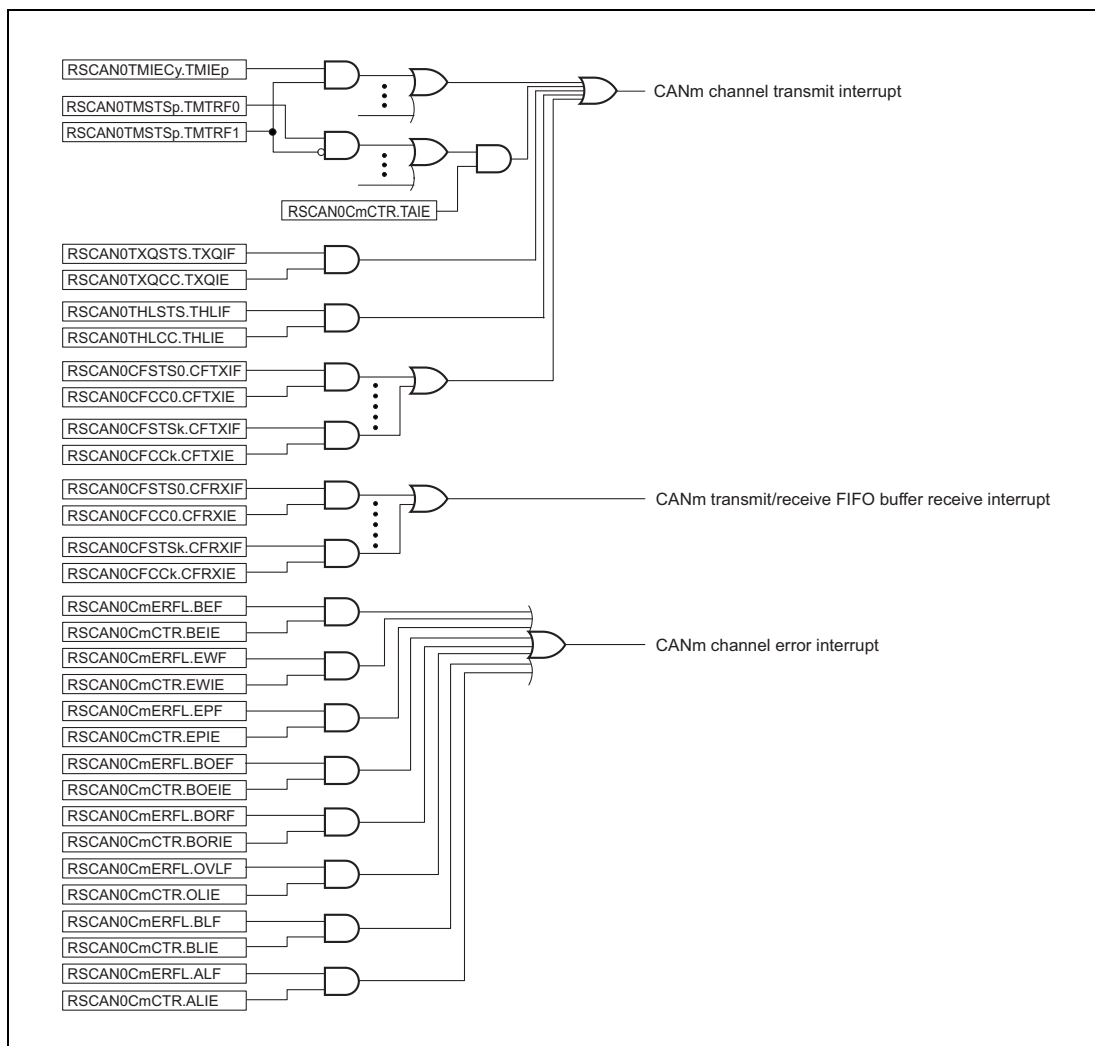 RSCAN0TMIECy.TMIEp
RSCAN0TMSTSp.TMTRF0
RSCAN0TMSTSp.TMTRF1
CANm channel transmit interrupt
RSCAN0CmCTR.TAIE
RSCAN0TXQSTS.TXQIF
RSCAN0TXQCC.TXQIE
RSCAN0THLSTS.THLIF
RSCAN0THLCC.THLIE
RSCAN0CFSTS0.CFTXIF
RSCAN0CFCC0.CFTXIE
RSCAN0CFSTSk.CFTXIF
RSCAN0CFCCk.CFTXIE
RSCAN0CFSTS0.CFRXIF
CANm transmit/receive FIFO buffer receive interrupt
RSCAN0CFCC0.CFRXIE
RSCAN0CFSTSk.CFRXIF
RSCAN0CFCCk.CFRXIE
RSCAN0CmERFL.BEF
RSCAN0CmCTR.BEIE
CANm channel error interrupt
RSCAN0CmERFL.EWF
RSCAN0CmCTR.EWIE
RSCAN0CmERFL.EPF
RSCAN0CmCTR.EPIE
RSCAN0CmERFL.BOEF
RSCAN0CmCTR.BOEIE
RSCAN0CmERFL.BORF
RSCAN0CmCTR.BORIE
RSCAN0CmERFL.OVLF
RSCAN0CmCTR.OLIE
RSCAN0CmERFL.BLF
RSCAN0CmCTR.BLIE
RSCAN0CmERFL.ALF
RSCAN0CmCTR.ALIE